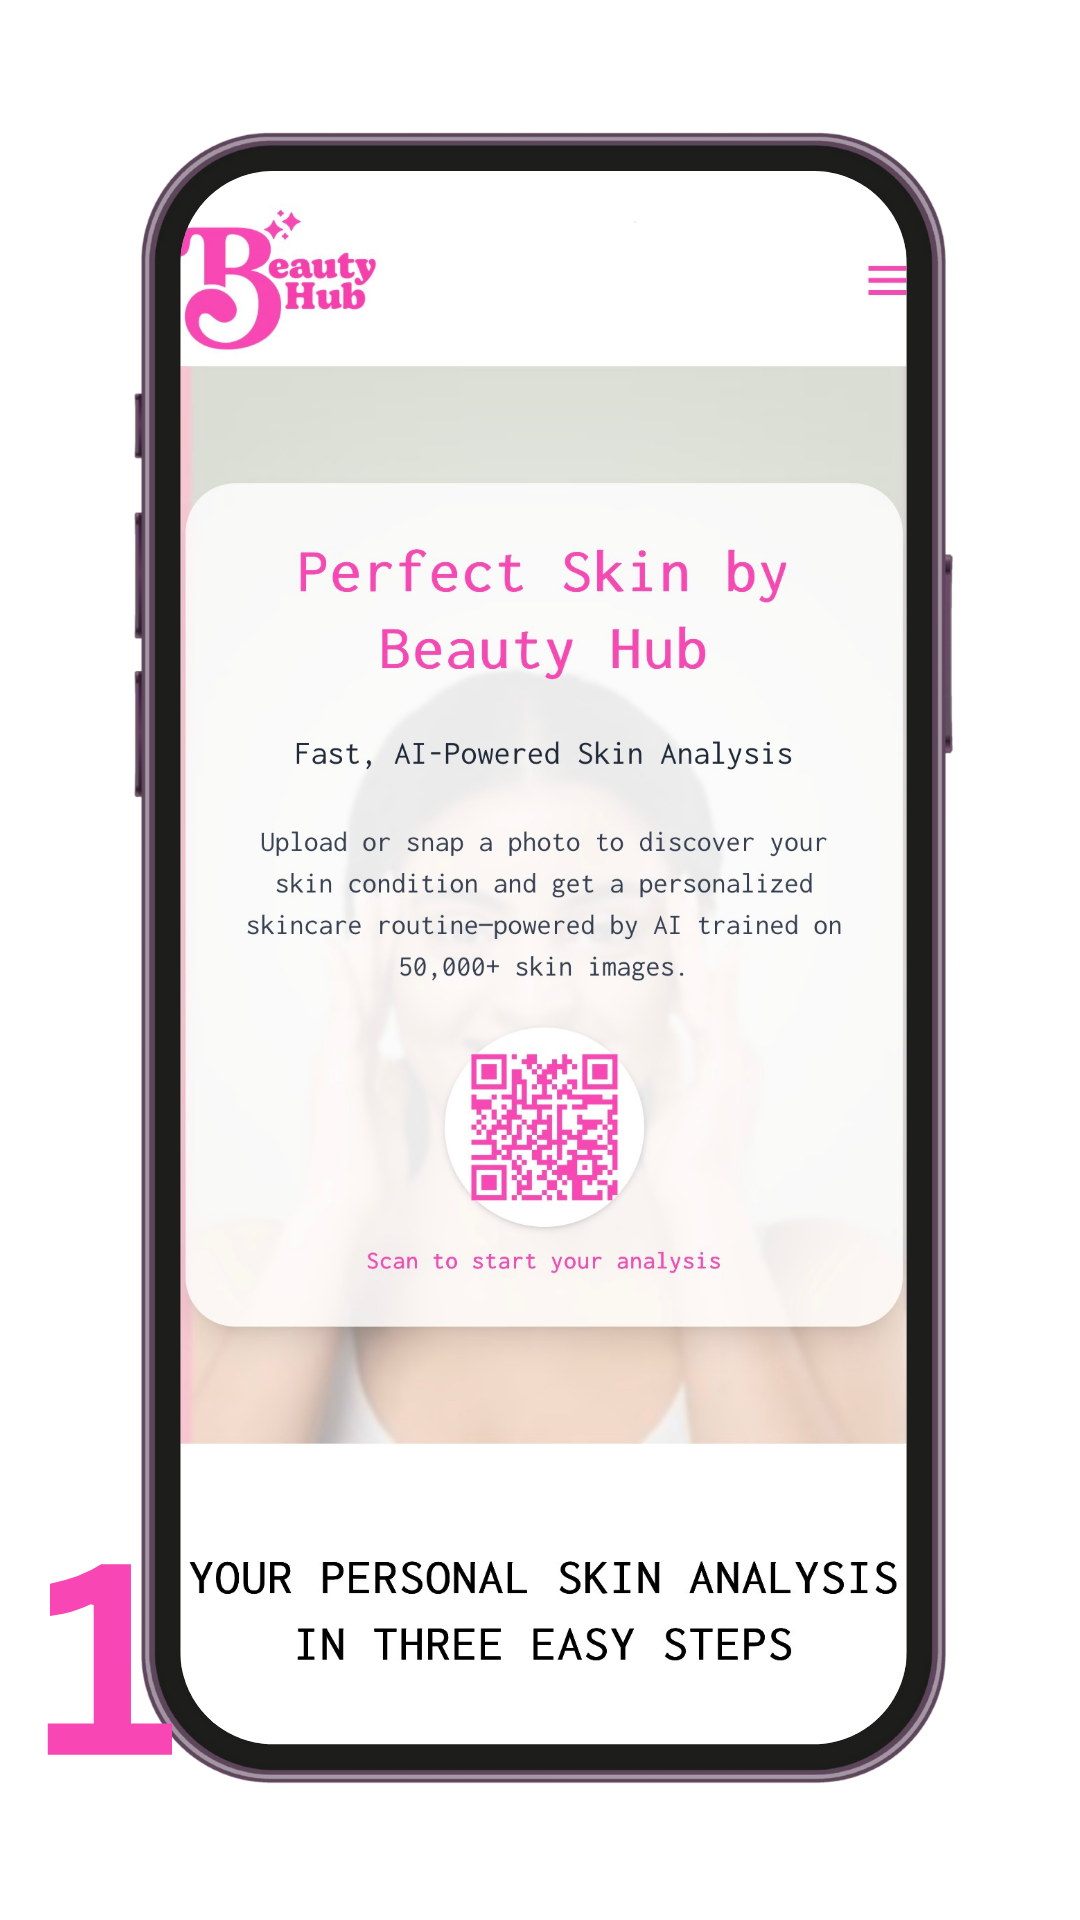 Beauty
Hub
Perfect Skin by
Beauty Hub
Fast, AI-Powered Skin Analysis
Upload or snap a photo to discover your
skin condition and get a personalized
skincare routine—powered by AI trained on
50,000+ skin images.
Scan to start your analysis
YOUR PERSONAL SKIN ANALYSIS
IN THREE EASY STEPS
1